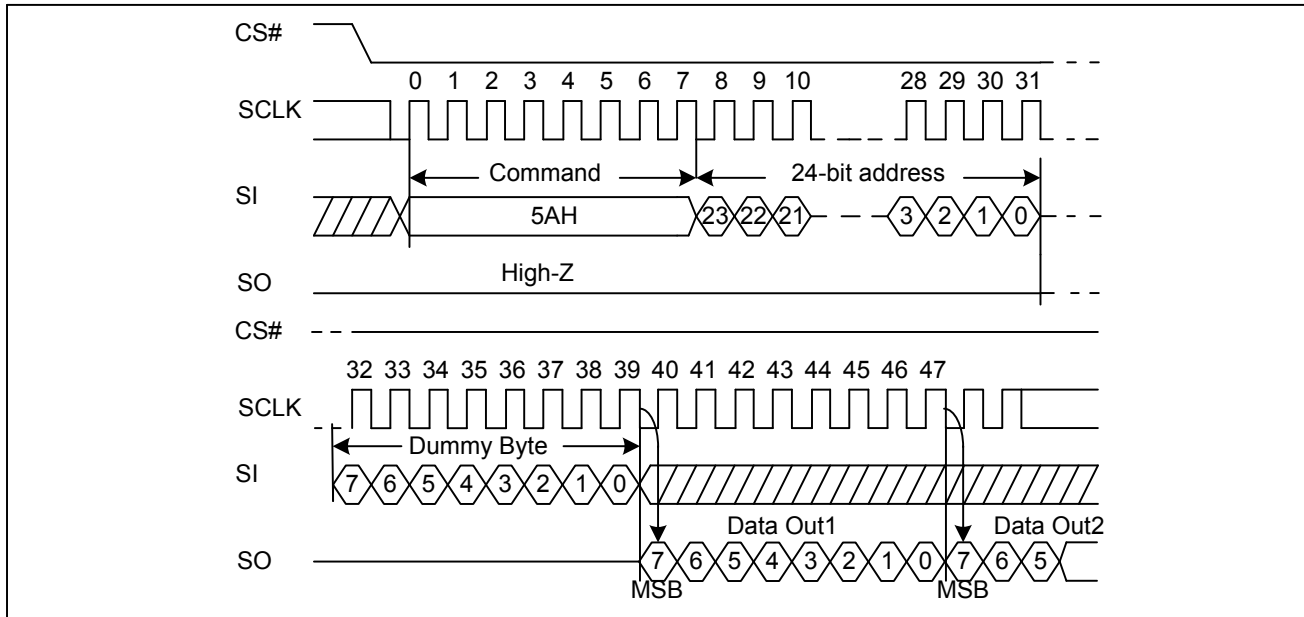 CS#
0 1 2 3 4 5 6 7 8 9 10 28 29 30 31
SCLK
Command 24-bit address
SI
5AH 23 22 21 3 2 1 0
High-Z
SO
CS#
32 33 34 35 36 37 38 39 40 41 42 43 44 45 46 47
SCLK
Dummy Byte
SI
7 6 5 4 3 2 1 0
Data Out1 Data Out2
SO
7 6 5 4 3 2 1 0 7 6 5
MSB MSB